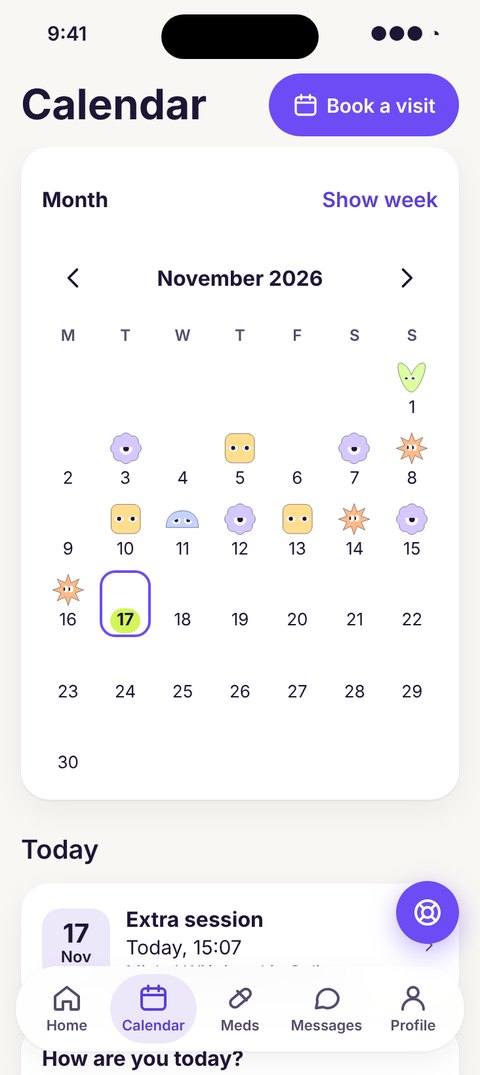 9:41
Calendar
Book a visit
Month
Show week
November 2026
M T W T F S S
1
2 3 4 5 6 7 8
9 10 11 12 13 14 15
16 17 18 19 20 21 22
23 24 25 26 27 28 29
30
Today
17
Nov
Extra session
Today, 15:07
Home
Calendar
Meds
Messages
Profile
How are you today?